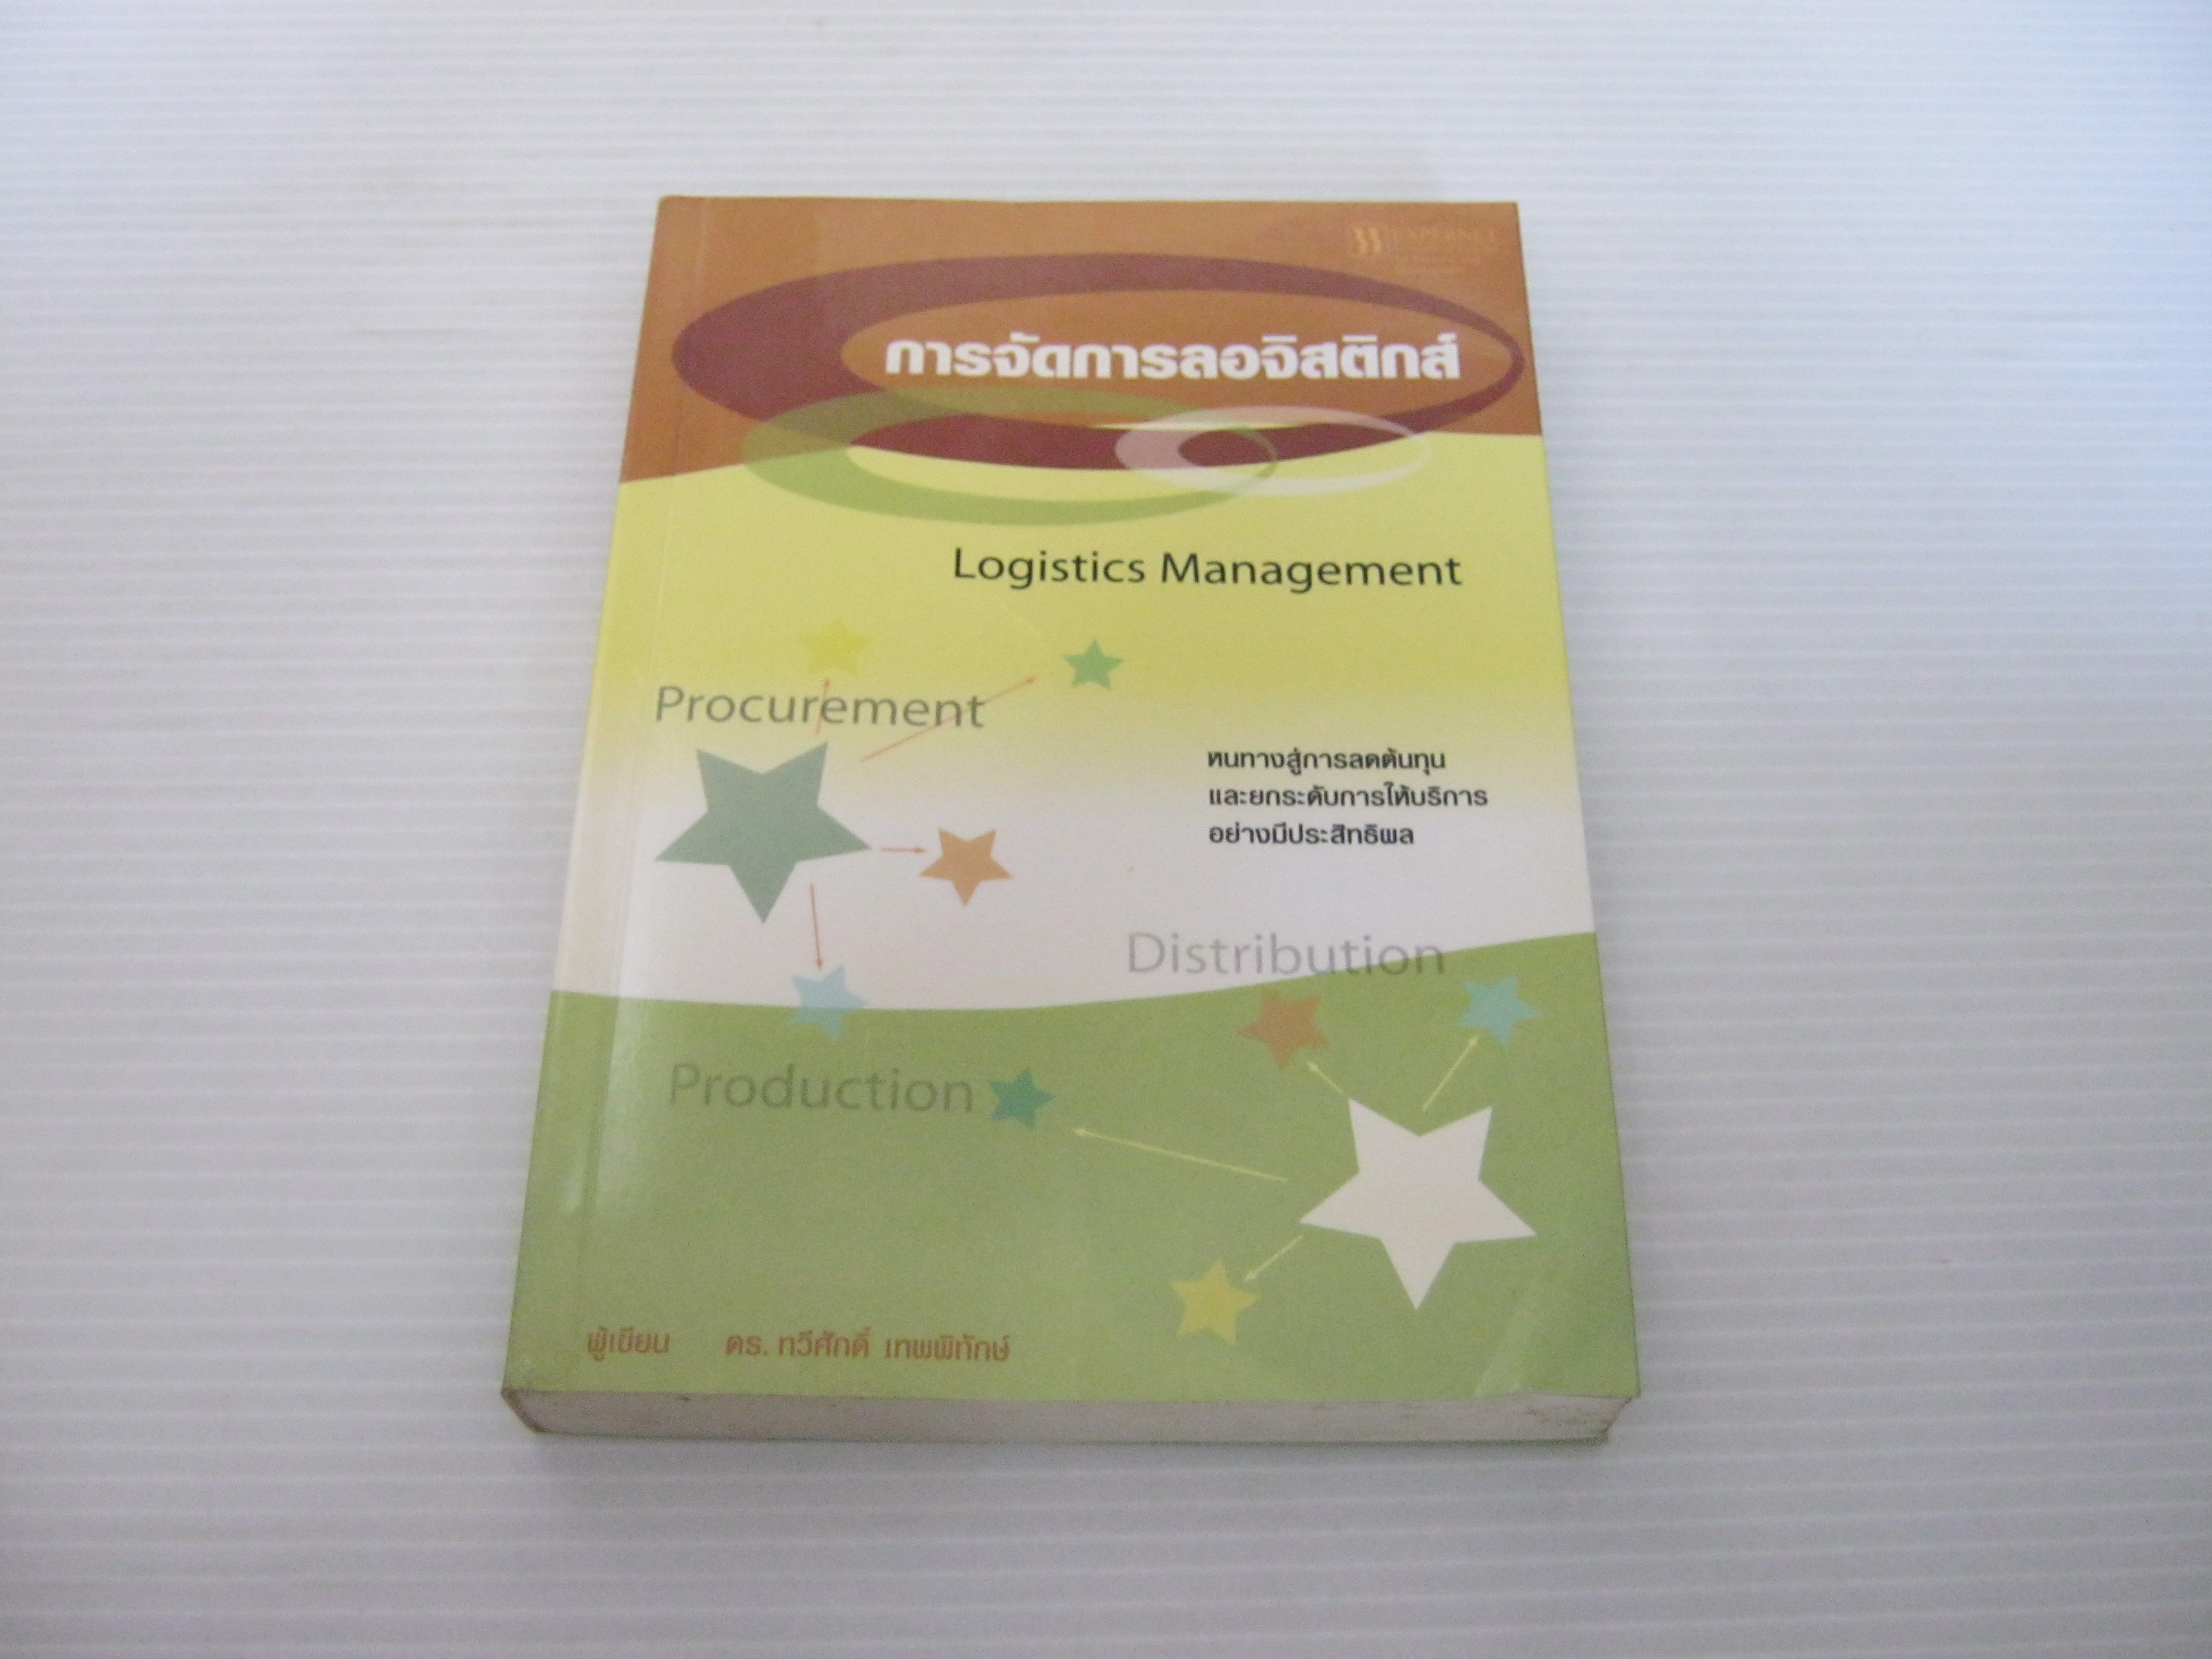 EXPERNET
การจัดการลอจิสติกส์
Logistics Management
Procurement
หนทางสู่การลดต้นทุน
และยกระดับการให้บริการ
อย่างมีประสิทธิผล
Distribution
Production
ผู้เขียน ดร. ทวีศักดิ์ เทพพิทักษ์